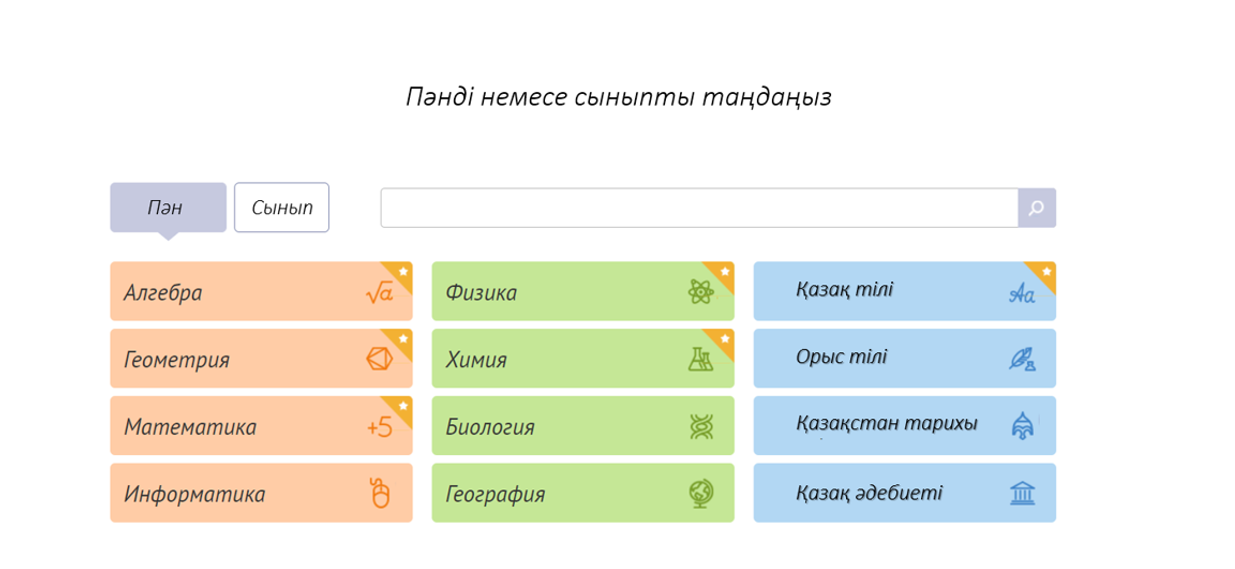 Пәнді немесе сыныпты таңдаңыз
Пән
Сынып
Алгебра
Физика
Қазақ тілі
Геометрия
Химия
Орыс тілі
Математика
+5
Биология
Қазақстан тарихы
Информатика
География
Қазақ әдебиеті